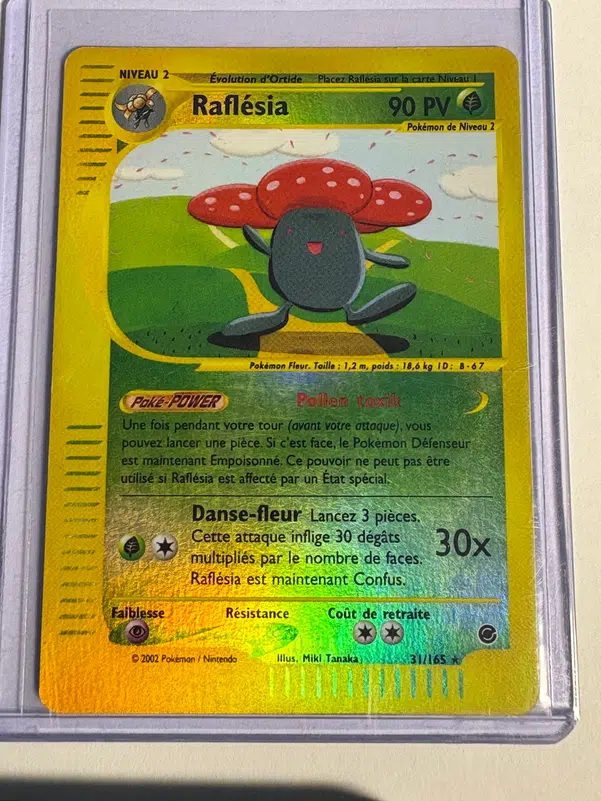 NIVEAU 2 Évolution d'Ortide Placez Raflésia sur la carte Niveau 1
Raflésia 90 PV
Pokémon de Niveau 2
Pokémon Fleur. Taille : 1,2 m, poids : 18,6 kg ID: B-67
Poké-POWER Pollen toxik
Une fois pendant votre tour (avant votre attaque), vous
pouvez lancer une pièce. Si c'est face, le Pokémon Défenseur
est maintenant Empoisonné. Ce pouvoir ne peut pas être
utilisé si Raflésia est affecté par un État spécial.
Danse-fleur Lancez 3 pièces.
Cette attaque inflige 30 dégâts
multipliés par le nombre de faces.
Raflésia est maintenant Confus.
30x
Faiblesse Résistance Coût de retraite
© 2002 Pokémon / Nintendo Illus. Miki Tanaka 31/165 ★